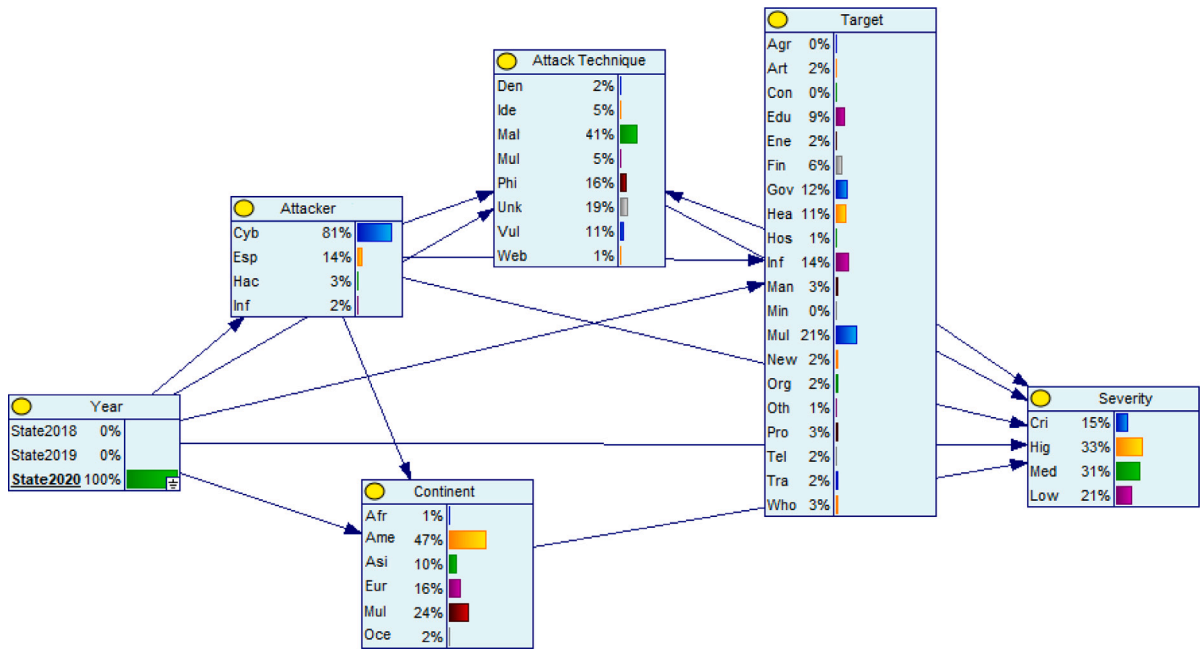 Target
Agr 0%
Art 2%
Con 0%
Edu 9%
Ene 2%
Fin 6%
Gov 12%
Hea 11%
Hos 1%
Inf 14%
Man 3%
Min 0%
Mul 21%
New 2%
Org 2%
Oth 1%
Pro 3%
Tel 2%
Tra 2%
Who 3%
Attack Technique
Den 2%
Ide 5%
Mal 41%
Mul 5%
Phi 16%
Unk 19%
Vul 11%
Web 1%
Attacker
Cyb 81%
Esp 14%
Hac 3%
Inf 2%
Year
State2018 0%
State2019 0%
State2020 100%
Severity
Cri 15%
Hig 33%
Med 31%
Low 21%
Continent
Afr 1%
Ame 47%
Asi 10%
Eur 16%
Mul 24%
Oce 2%